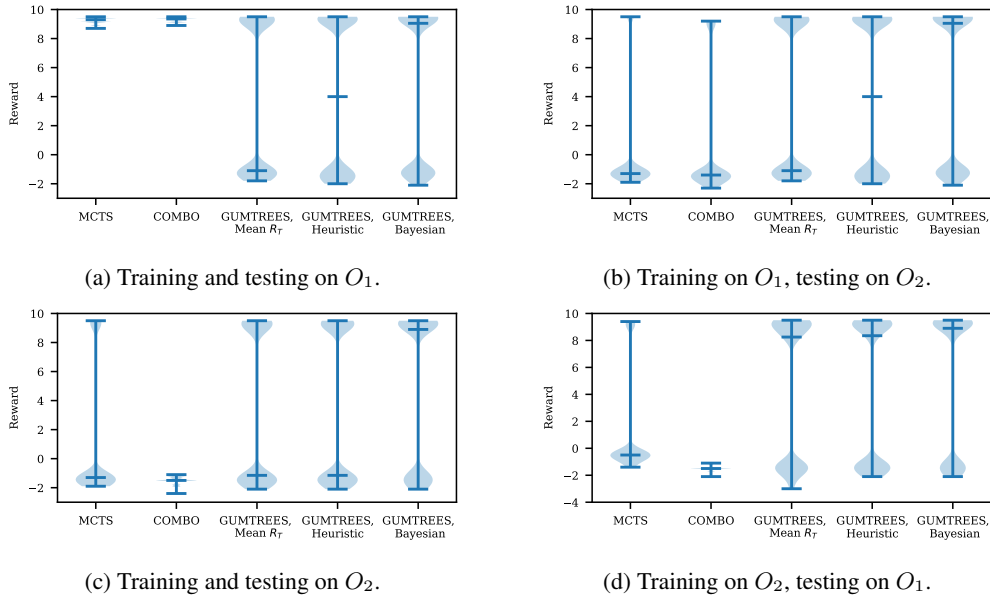 10
8
6
4
2
0
−2
Reward
MCTS
COMBO
GUMTREES,
Mean R_T
GUMTREES,
Heuristic
GUMTREES,
Bayesian
(a) Training and testing on O₁.
10
8
6
4
2
0
−2
Reward
MCTS
COMBO
GUMTREES,
Mean R_T
GUMTREES,
Heuristic
GUMTREES,
Bayesian
(b) Training on O₁, testing on O₂.
10
8
6
4
2
0
−2
Reward
MCTS
COMBO
GUMTREES,
Mean R_T
GUMTREES,
Heuristic
GUMTREES,
Bayesian
(c) Training and testing on O₂.
10
8
6
4
2
0
−2
−4
Reward
MCTS
COMBO
GUMTREES,
Mean R_T
GUMTREES,
Heuristic
GUMTREES,
Bayesian
(d) Training on O₂, testing on O₁.